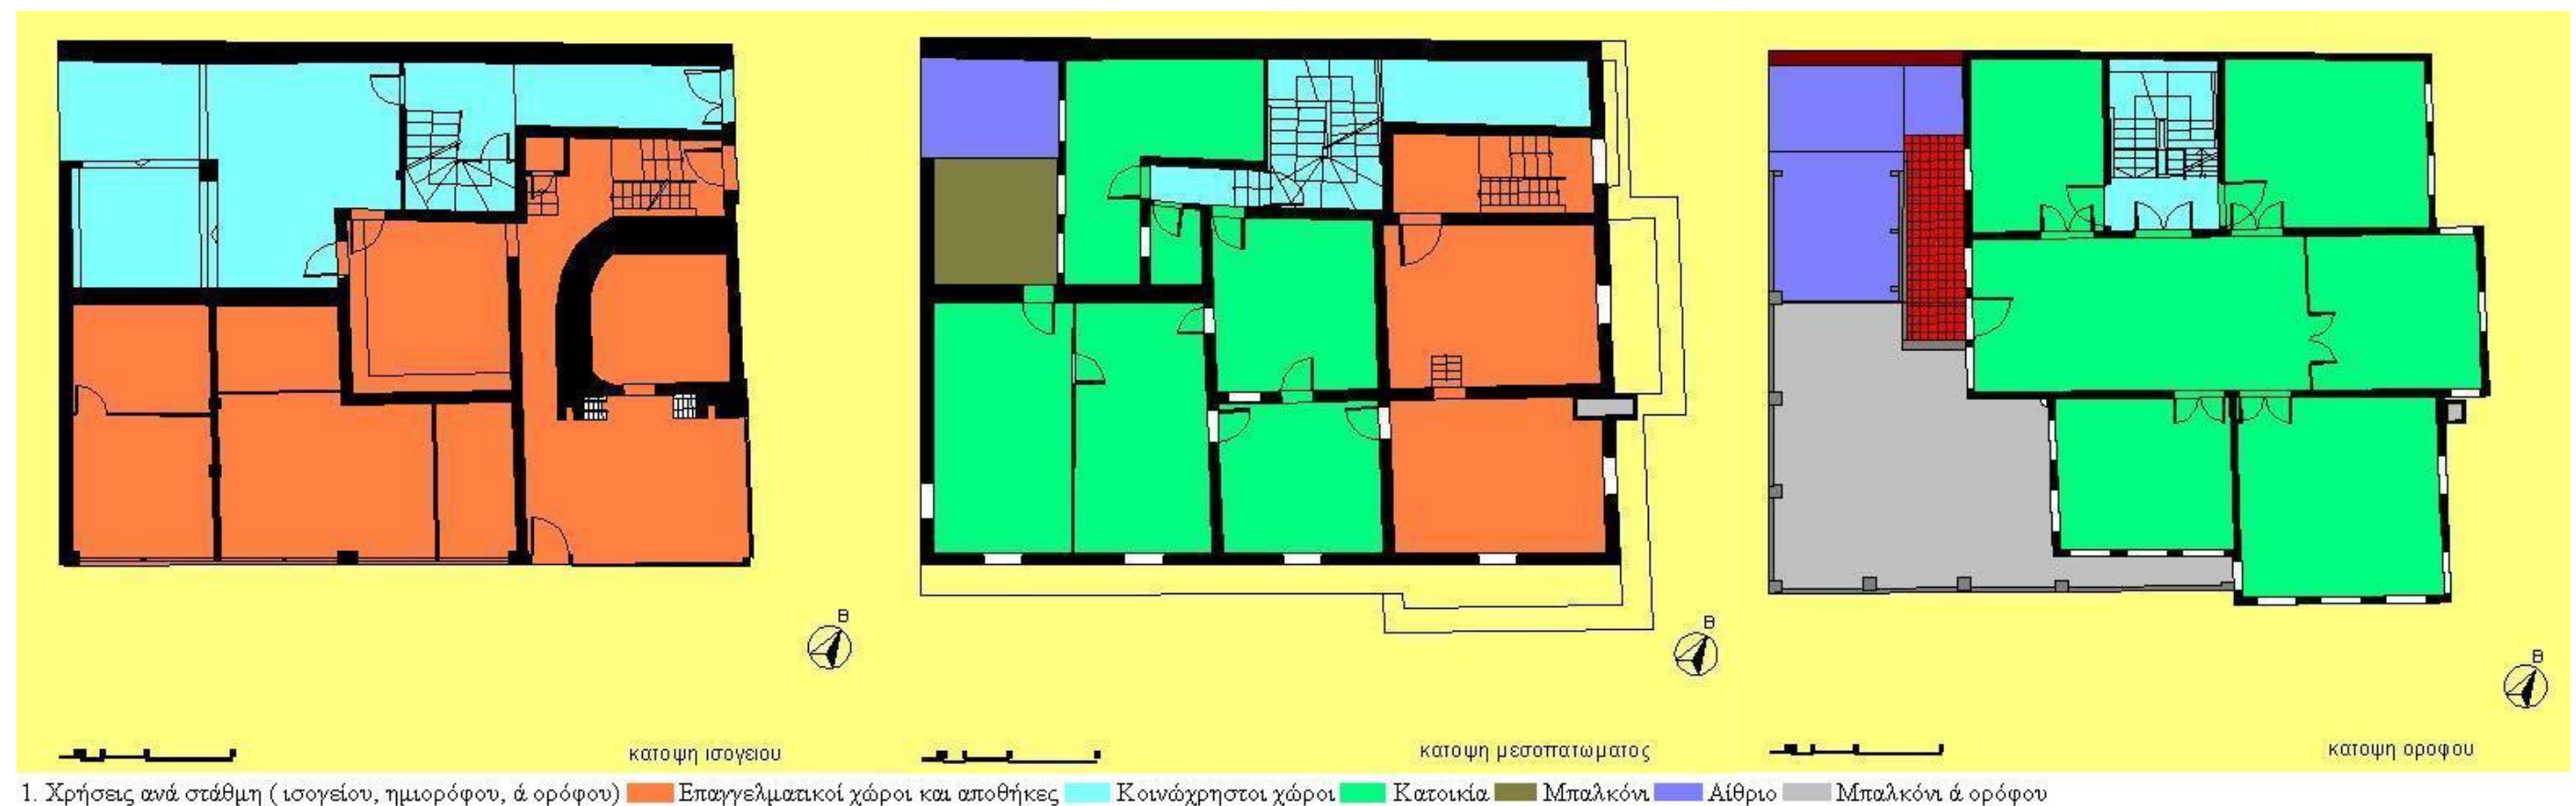 B
B
B
κατοψη ισογειου
κατοψη μεσοπατωματος
κατοψη οροφου
1. Χρήσεις ανά στάθμη ( ισογείου, ημιορόφου, ά ορόφου) Επαγγελματικοί χώροι και αποθήκες Κοινώχρηστοι χώροι Κατοικία Μπαλκόνι Αίθριο Μπαλκόνι ά ορόφου